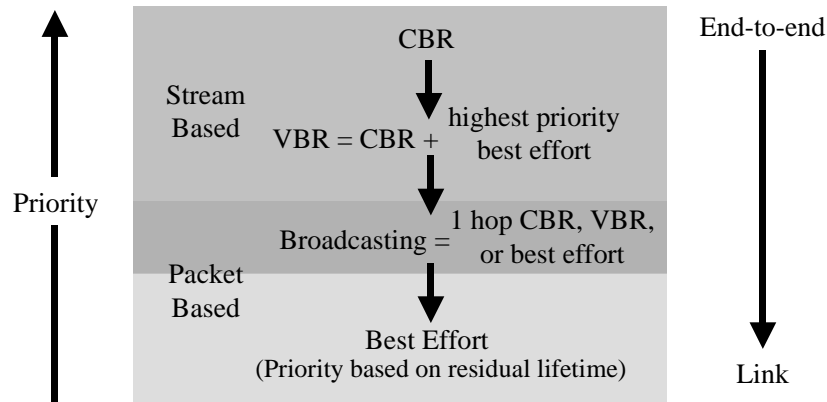 CBR
End-to-end
Stream
Based
VBR = CBR +
highest priority
best effort
Priority
Broadcasting =
1 hop CBR, VBR,
or best effort
Packet
Based
Best Effort
(Priority based on residual lifetime)
Link